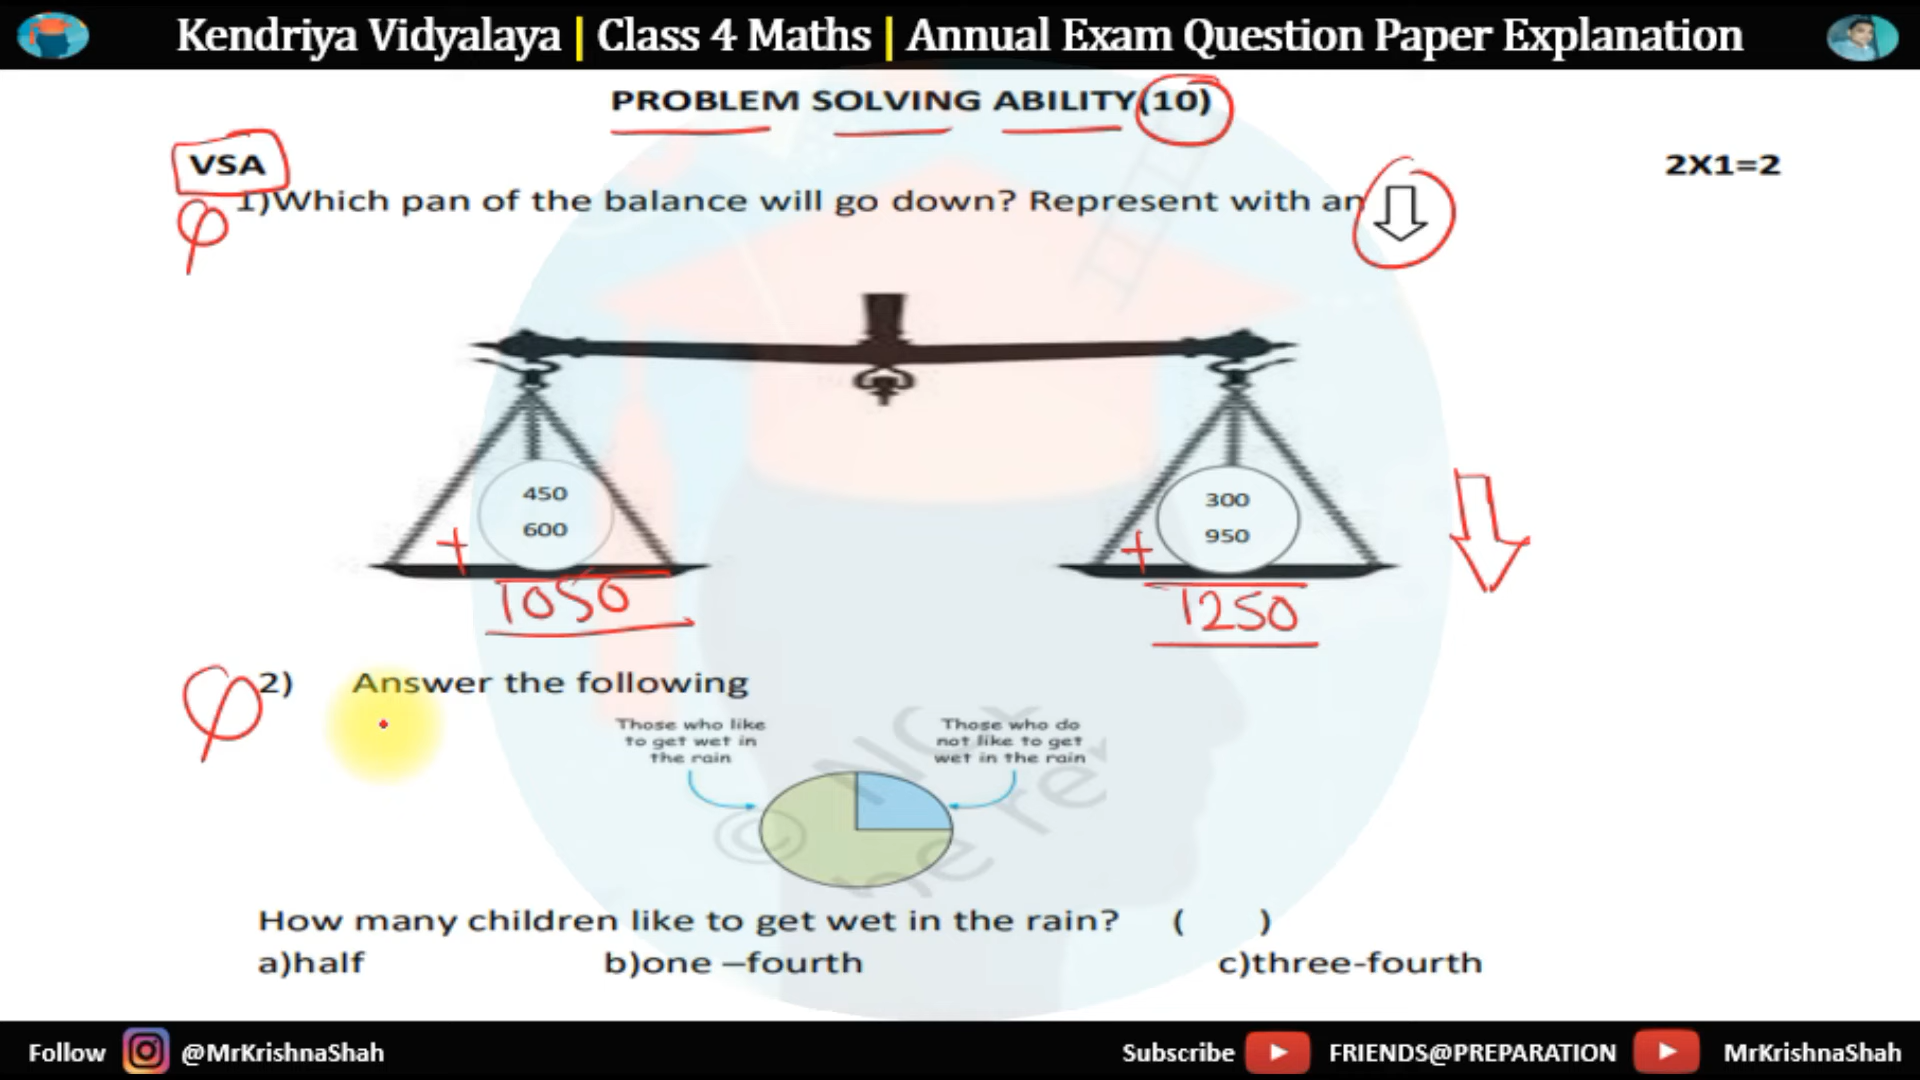 Kendriya Vidyalaya | Class 4 Maths | Annual Exam Question Paper Explanation
PROBLEM SOLVING ABILITY(10)
VSA 2X1=2
1)Which pan of the balance will go down? Represent with an
450
600
+
1050
300
950
+
1250
2) Answer the following
Those who like
to get wet in
the rain
Those who do
not like to get
wet in the rain
How many children like to get wet in the rain? ( )
a)half b)one –fourth c)three-fourth
Follow @MrKrishnaShah Subscribe FRIENDS@PREPARATION MrKrishnaShah